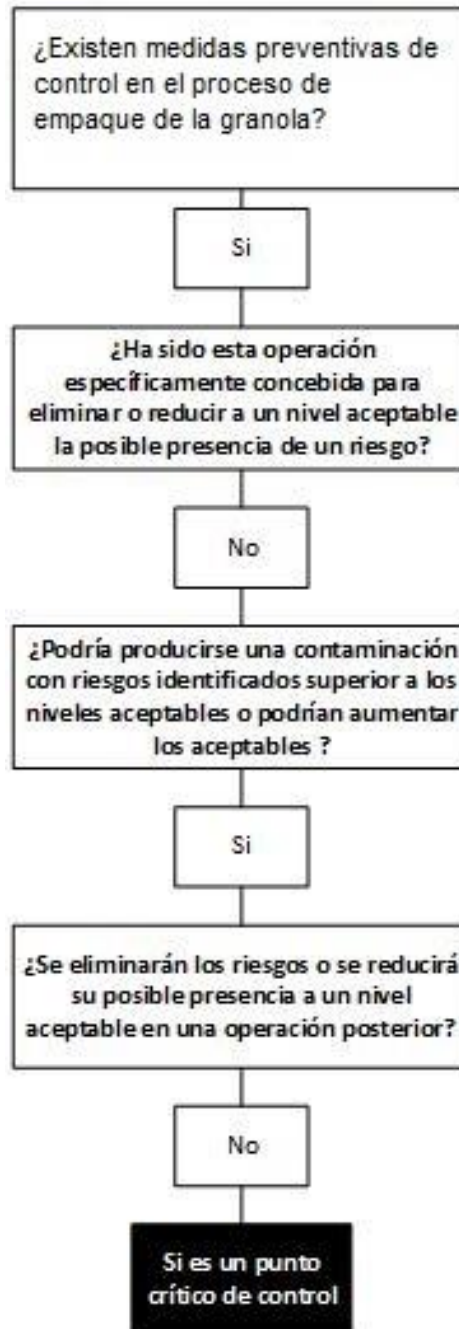 ¿Existen medidas preventivas de
control en el proceso de
empaque de la granola?
Si
¿Ha sido esta operación
específicamente concebida para
eliminar o reducir a un nivel aceptable
la posible presencia de un riesgo?
No
¿Podría producirse una contaminación
con riesgos identificados superior a los
niveles aceptables o podrían aumentar
los aceptables ?
Si
¿Se eliminarán los riesgos o se reducirá
su posible presencia a un nivel
aceptable en una operación posterior?
No
Si es un punto
crítico de control